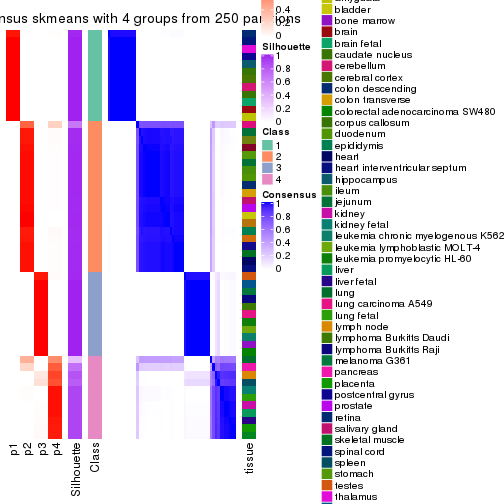 nsus skmeans with 4 groups from 250 par
ons
0.4
0.2
0
Silhouette
1
0.8
0.6
0.4
0.2
0
Class
1
2
3
4
Consensus
1
0.8
0.6
0.4
0.2
0
p1
p2
p3
p4
Silhouette
Class
tissue
amygdala
bladder
bone marrow
brain
brain fetal
caudate nucleus
cerebellum
cerebral cortex
colon descending
colon transverse
colorectal adenocarcinoma SW480
corpus callosum
duodenum
epididymis
heart
heart interventricular septum
hippocampus
ileum
jejunum
kidney
kidney fetal
leukemia chronic myelogenous K562
leukemia lymphoblastic MOLT-4
leukemia promyelocytic HL-60
liver
liver fetal
lung
lung carcinoma A549
lung fetal
lymph node
lymphoma Burkitts Daudi
lymphoma Burkitts Raji
melanoma G361
pancreas
placenta
postcentral gyrus
prostate
retina
salivary gland
skeletal muscle
spinal cord
spleen
stomach
testes
thalamus